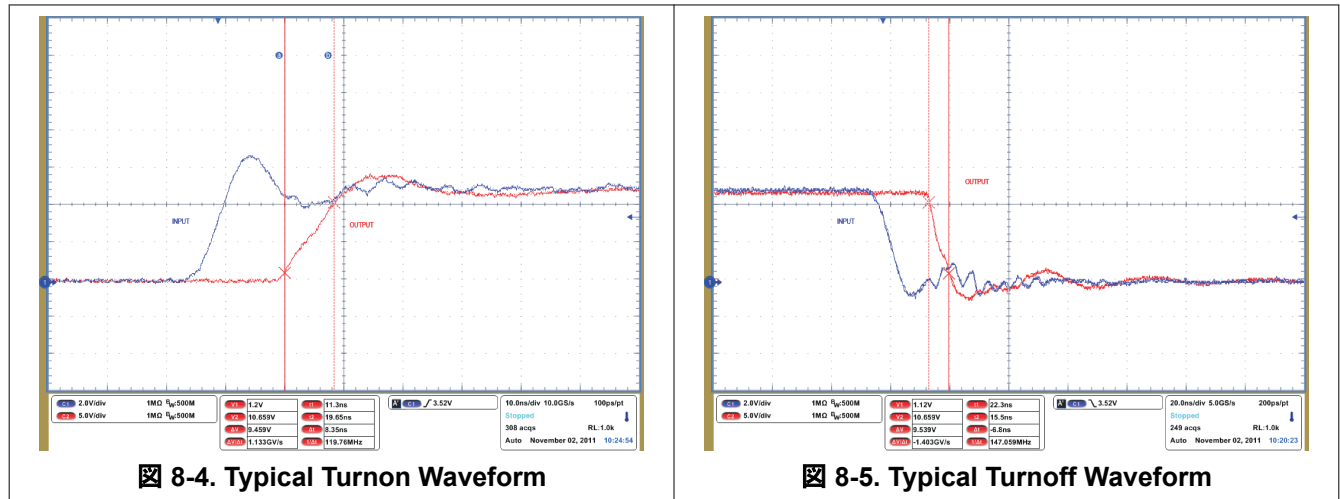 a b
INPUT
OUTPUT
1
C1 2.0V/div 1MΩ BW:500M
C2 5.0V/div 1MΩ BW:500M
V1 1.2V t1 11.3ns
V2 10.659V t2 19.65ns
ΔV 9.459V Δt 8.35ns
ΔV/Δt 1.133GV/s 1/Δt 119.76MHz
A' C1 3.52V
10.0ns/div 10.0GS/s 100ps/pt
Stopped
308 acqs RL:1.0k
Auto November 02, 2011 10:24:54
図 8-4. Typical Turnon Waveform
OUTPUT
INPUT
1
C1 2.0V/div 1MΩ BW:500M
C2 5.0V/div 1MΩ BW:500M
V1 1.12V t1 22.3ns
V2 10.659V t2 15.5ns
ΔV 9.539V Δt -6.8ns
ΔV/Δt -1.403GV/s 1/Δt 147.059MHz
A' C1 3.52V
20.0ns/div 5.0GS/s 200ps/pt
Stopped
249 acqs RL:1.0k
Auto November 02, 2011 10:20:23
図 8-5. Typical Turnoff Waveform